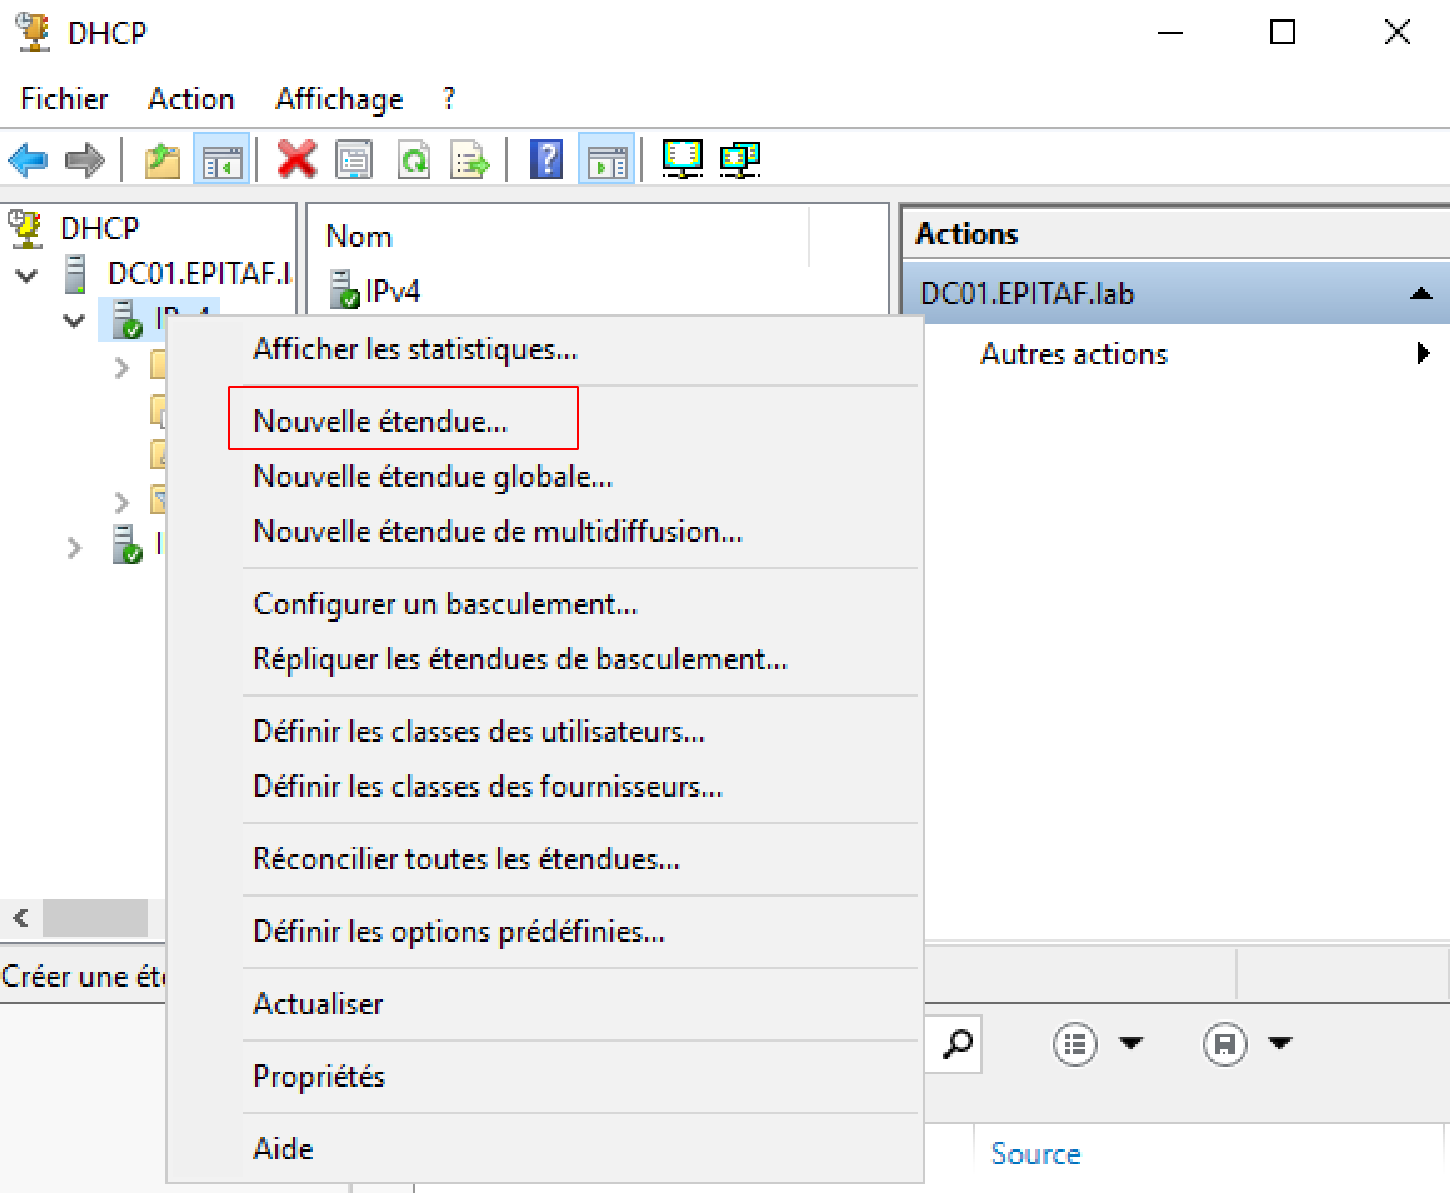 DHCP
Fichier Action Affichage ?
DHCP
DC01.EPITAF.l
Nom
IPv4
Actions
DC01.EPITAF.lab
Autres actions
Afficher les statistiques...
Nouvelle étendue...
Nouvelle étendue globale...
Nouvelle étendue de multidiffusion...
Configurer un basculement...
Répliquer les étendues de basculement...
Définir les classes des utilisateurs...
Définir les classes des fournisseurs...
Réconcilier toutes les étendues...
Définir les options prédéfinies...
Actualiser
Propriétés
Aide
Créer une ét
Source